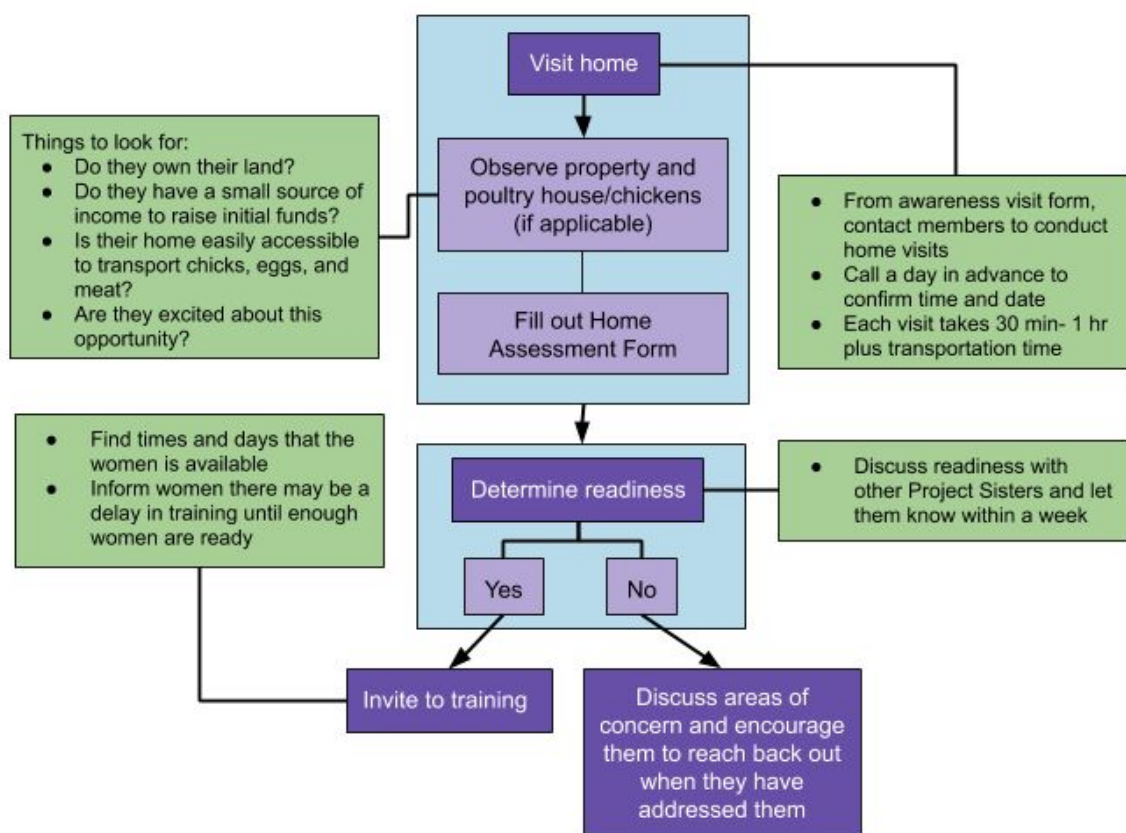 Visit home
Things to look for:
● Do they own their land?
● Do they have a small source of
income to raise initial funds?
● Is their home easily accessible
to transport chicks, eggs, and
meat?
● Are they excited about this
opportunity?
Observe property and
poultry house/chickens
(if applicable)
● From awareness visit form,
contact members to conduct
home visits
● Call a day in advance to
confirm time and date
● Each visit takes 30 min- 1 hr
plus transportation time
Fill out Home
Assessment Form
● Find times and days that the
women is available
● Inform women there may be a
delay in training until enough
women are ready
Determine readiness
● Discuss readiness with
other Project Sisters and let
them know within a week
Yes
No
Invite to training
Discuss areas of
concern and encourage
them to reach back out
when they have
addressed them